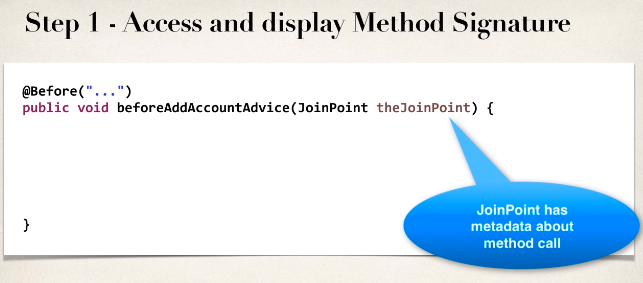 Step 1 - Access and display Method Signature
@Before("...")
public void beforeAddAccountAdvice(JoinPoint theJoinPoint) {
}
JoinPoint has
metadata about
method call